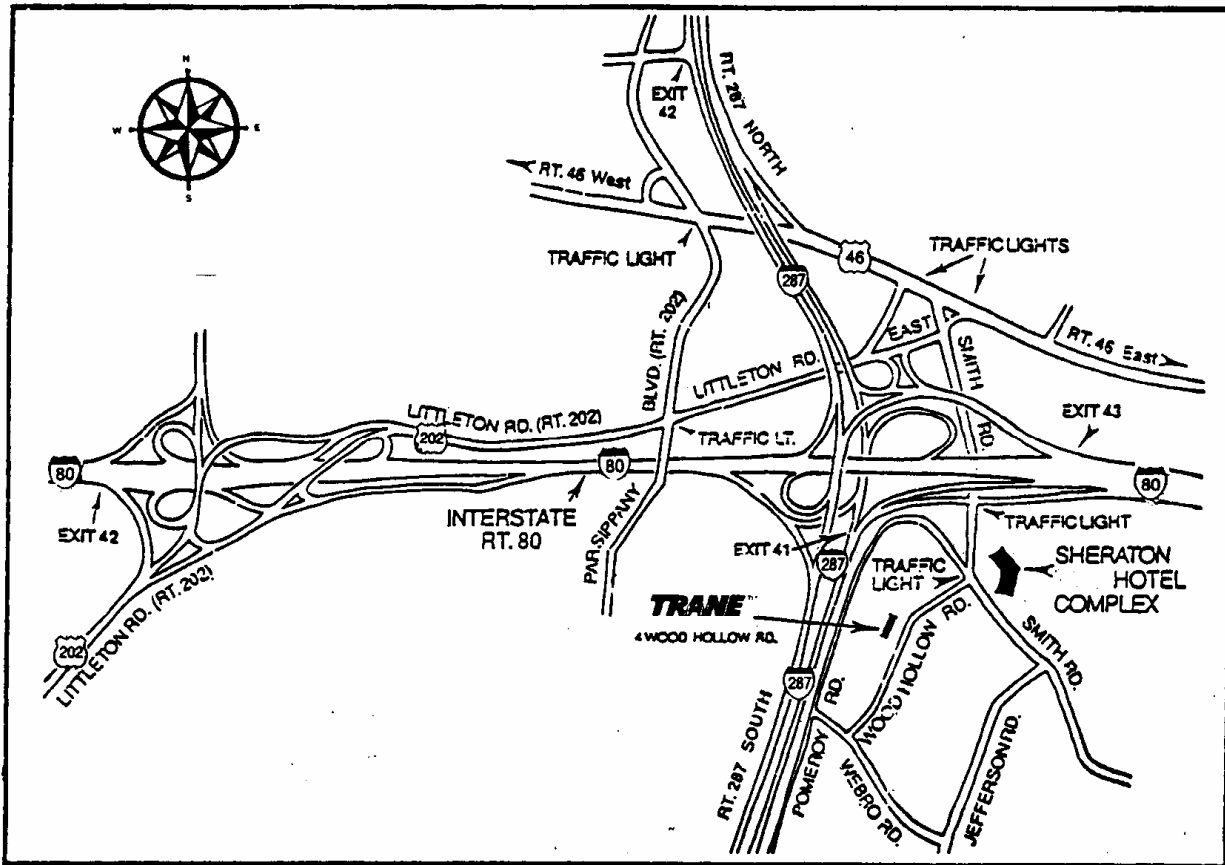 N
W
E
S
EXIT
42
RT. 287 NORTH
RT. 46 West
TRAFFIC LIGHT
46
TRAFFIC LIGHTS
287
BLVD. (RT. 202)
EAST
SMITH
RD.
RT. 46 East
LITTLETON RD.
LITTLETON RD. (RT. 202)
202
TRAFFIC LT.
EXIT 43
80
80
80
EXIT 42
INTERSTATE
RT. 80
PARSIPPANY
EXIT 41
287
TRAFFIC LIGHT
TRAFFIC
LIGHT
SHERATON
HOTEL
COMPLEX
LITTLETON RD. (RT. 202)
202
TRANE
4 WOOD HOLLOW RD.
WOOD HOLLOW RD.
SMITH RD.
287
RT. 287 SOUTH
POMEROY RD.
WEBRO RD.
JEFFERSON RD.